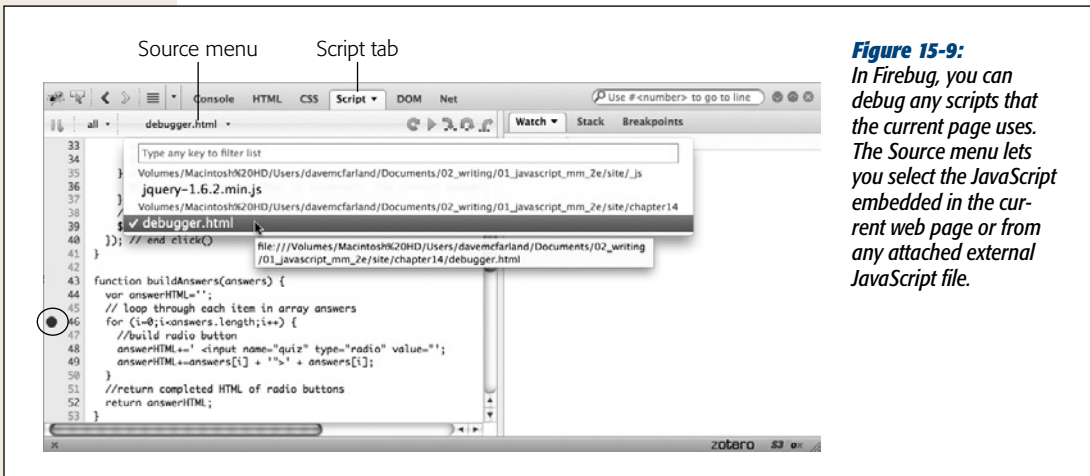 Source menu
Script tab
Console HTML CSS Script DOM Net
Use #<number> to go to line
all debugger.html
Watch Stack Breakpoints
33
34
35 }
36
37 }
38 /
39 $
40 }); // end click()
41 }
42
43 function buildAnswers(answers) {
44 var answerHTML='';
45 // loop through each item in array answers
46 for (i=0;i<answers.length;i++) {
47 //build radio button
48 answerHTML+=' <input name="quiz" type="radio" value="';
49 answerHTML+=answers[i] + '">' + answers[i];
50 }
51 //return completed HTML of radio buttons
52 return answerHTML;
53 }
Type any key to filter list
Volumes/Macintosh%20HD/Users/davemcfarland/Documents/02_writing/01_javascript_mm_2e/site/_js
jquery-1.6.2.min.js
Volumes/Macintosh%20HD/Users/davemcfarland/Documents/02_writing/01_javascript_mm_2e/site/chapter14
✓ debugger.html
file:///Volumes/Macintosh%20HD/Users/davemcfarland/Documents/02_writing
/01_javascript_mm_2e/site/chapter14/debugger.html
zotero S3
Figure 15-9:
In Firebug, you can
debug any scripts that
the current page uses.
The Source menu lets
you select the JavaScript
embedded in the cur-
rent web page or from
any attached external
JavaScript file.